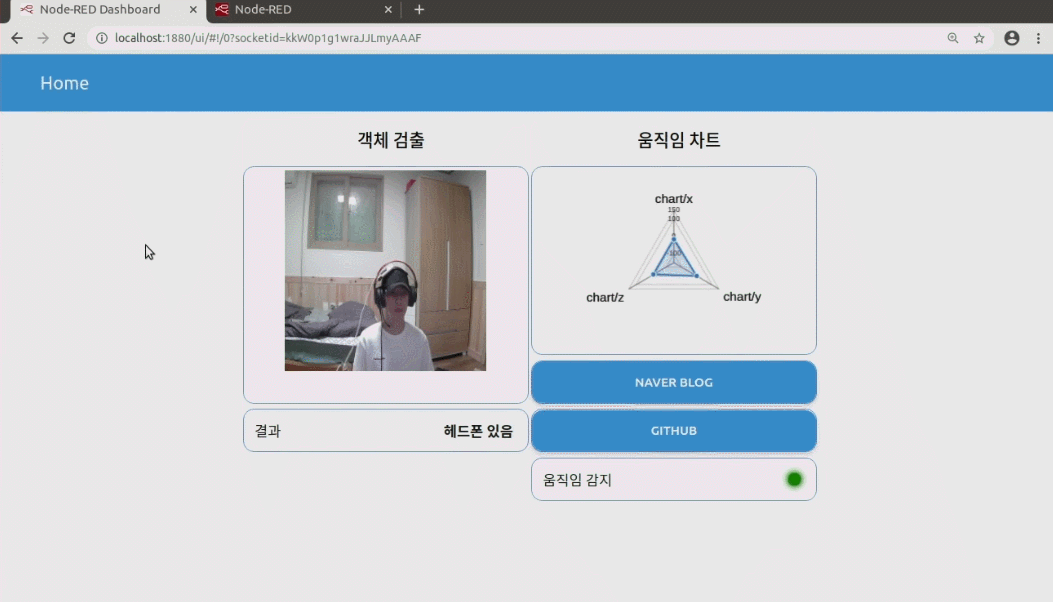 Node-RED Dashboard
Node-RED
localhost:1880/ui/#!/0?socketid=kkW0p1g1wraJJLmyAAAF
Home
객체 검출
움직임 차트
chart/x
150
100
-100
chart/z
chart/y
NAVER BLOG
결과
헤드폰 있음
GITHUB
움직임 감지